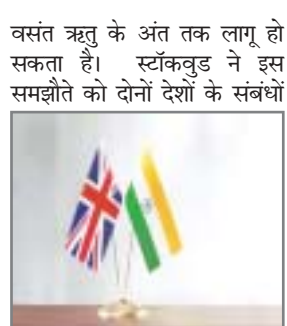 वसंत ऋतु के अंत तक लागू हो
सकता है। स्टॉकवुड ने इस
समझौते को दोनों देशों के संबंधों